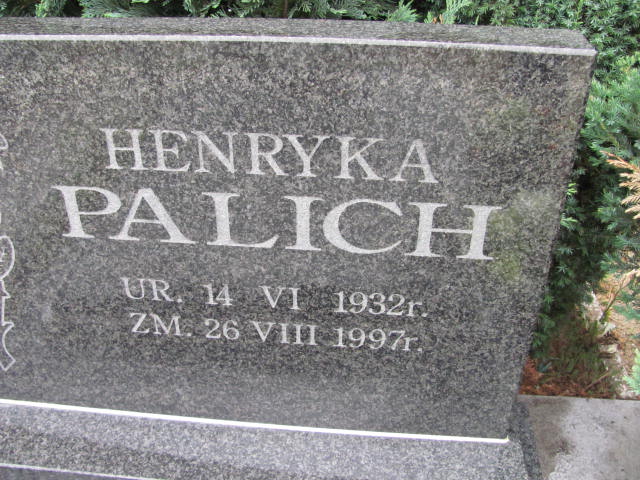 HENRYKA
PALICH
UR. 14 VI 1932r.
ZM. 26 VIII 1997r.